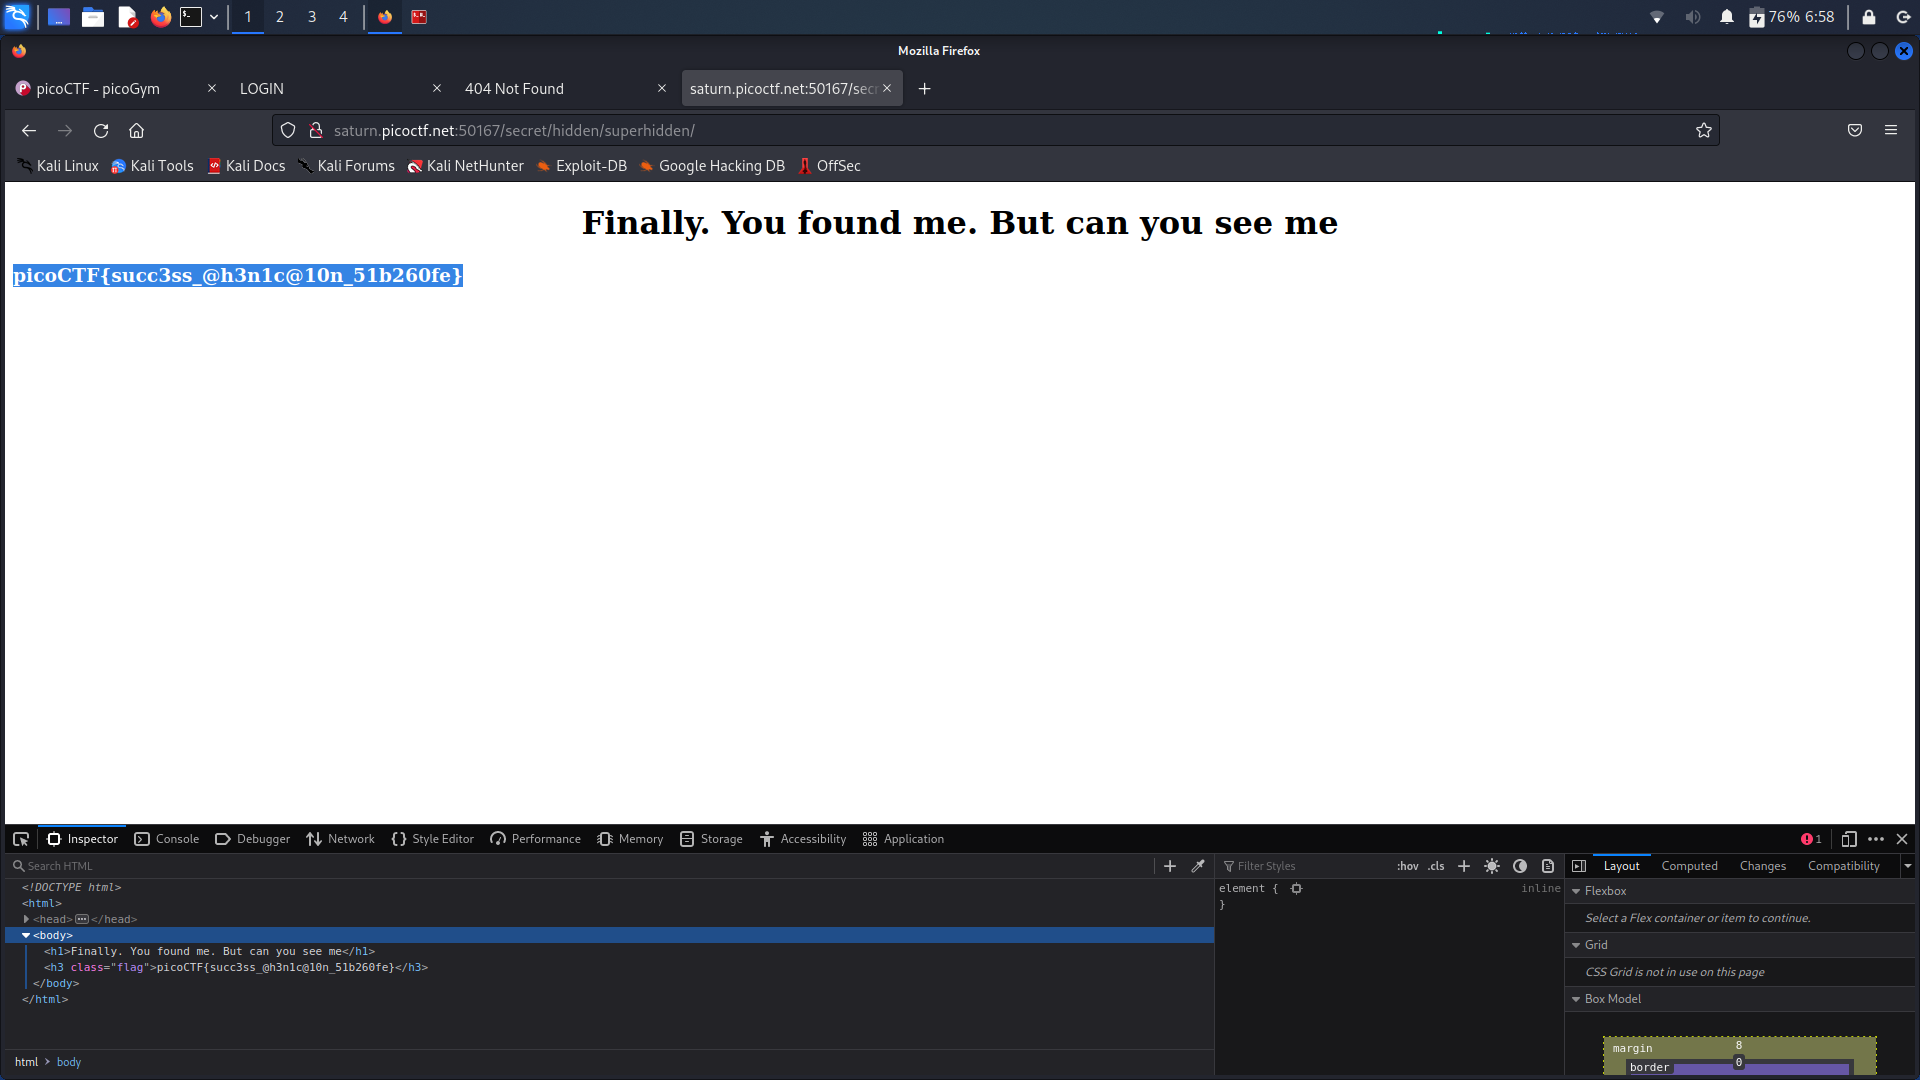 1 2 3 4 76% 6:58
Mozilla Firefox
picoCTF - picoGym LOGIN 404 Not Found saturn.picoctf.net:50167/secr
saturn.picoctf.net:50167/secret/hidden/superhidden/
Kali Linux Kali Tools Kali Docs Kali Forums Kali NetHunter Exploit-DB Google Hacking DB OffSec
Finally. You found me. But can you see me
picoCTF{succ3ss_@h3n1c@10n_51b260fe}
Inspector Console Debugger Network Style Editor Performance Memory Storage Accessibility Application 1
Search HTML
<!DOCTYPE html>
<html>
<head> </head>
<body>
<h1>Finally. You found me. But can you see me</h1>
<h3 class="flag">picoCTF{succ3ss_@h3n1c@10n_51b260fe}</h3>
</body>
</html>
html > body
Filter Styles :hov .cls
element { inline
}
Layout Computed Changes Compatibility
Flexbox
Select a Flex container or item to continue.
Grid
CSS Grid is not in use on this page
Box Model
margin 8
border 0